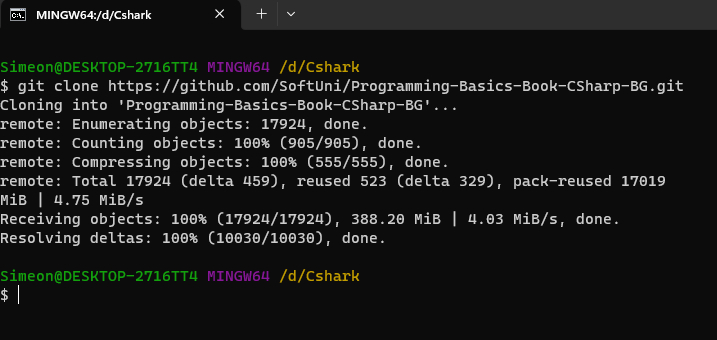 MINGW64:/d/Cshark
Simeon@DESKTOP-2716TT4 MINGW64 /d/Cshark
$ git clone https://github.com/SoftUni/Programming-Basics-Book-CSharp-BG.git
Cloning into 'Programming-Basics-Book-CSharp-BG'...
remote: Enumerating objects: 17924, done.
remote: Counting objects: 100% (905/905), done.
remote: Compressing objects: 100% (555/555), done.
remote: Total 17924 (delta 459), reused 523 (delta 329), pack-reused 17019
MiB | 4.75 MiB/s
Receiving objects: 100% (17924/17924), 388.20 MiB | 4.03 MiB/s, done.
Resolving deltas: 100% (10030/10030), done.
Simeon@DESKTOP-2716TT4 MINGW64 /d/Cshark
$